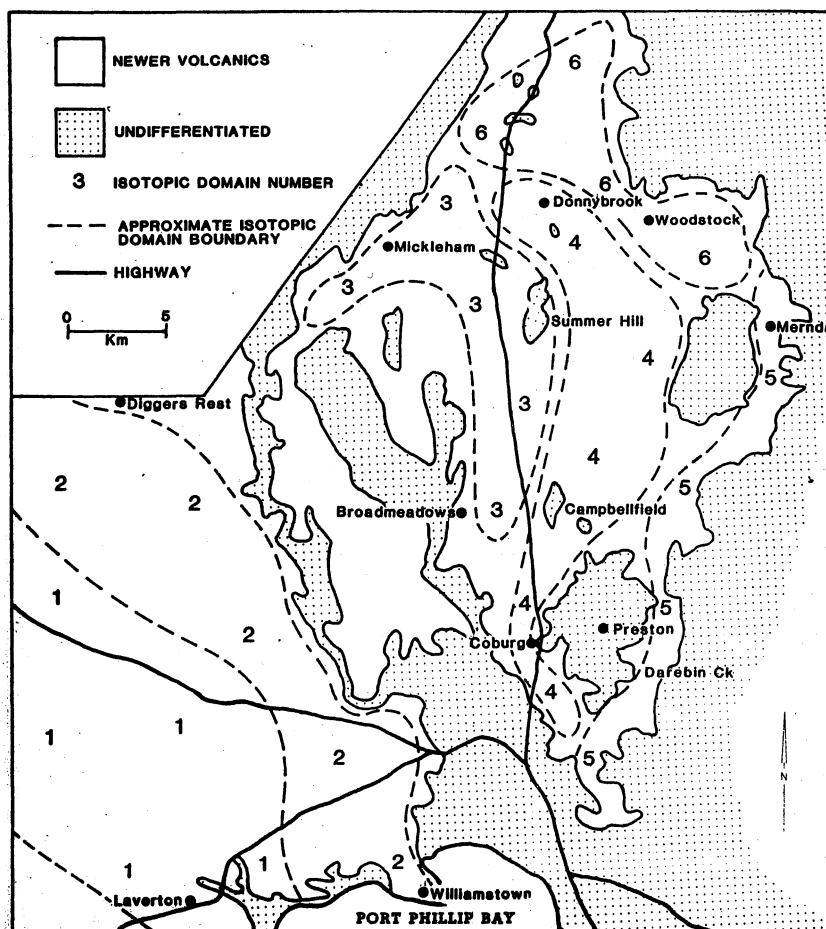 NEWER VOLCANICS
UNDIFFERENTIATED
3 ISOTOPIC DOMAIN NUMBER
APPROXIMATE ISOTOPIC
DOMAIN BOUNDARY
HIGHWAY
0 5
Km
6
6
6
Donnybrook
Woodstock
3
4
6
Mickleham
3
3
Summer Hill
Mernda
4
5
Diggers Rest
3
4
2
2
5
Broadmeadows
3
Campbellfield
1
4
5
2
Preston
Coburg
Darebin Ck
4
1
1
2
5
N
1
1
2
Laverton
Williamstown
PORT PHILLIP BAY